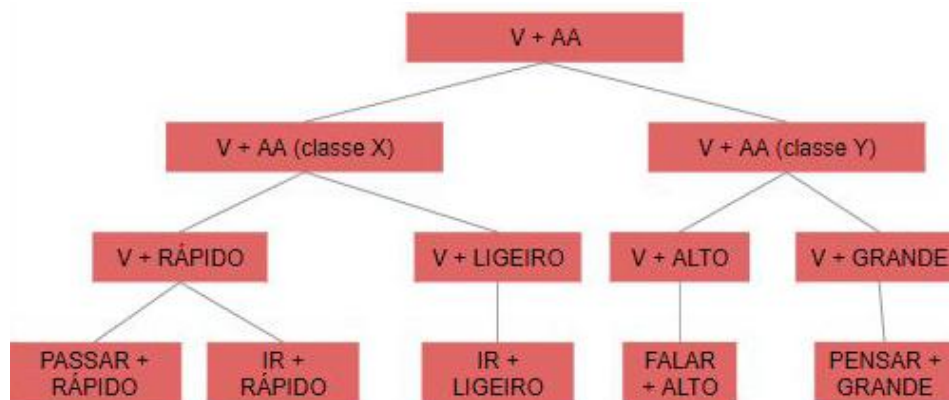 V + AA
V + AA (classe X)
V + AA (classe Y)
V + RÁPIDO
V + LIGEIRO
V + ALTO
V + GRANDE
PASSAR +
RÁPIDO
IR +
RÁPIDO
IR +
LIGEIRO
FALAR
+ ALTO
PENSAR +
GRANDE